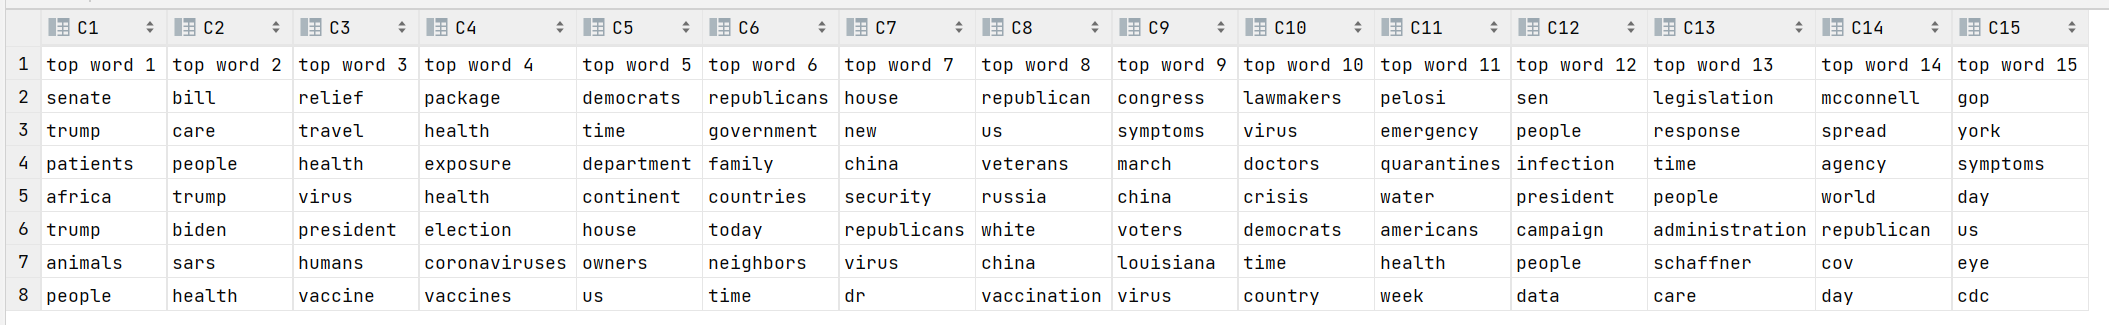 C1 C2 C3 C4 C5 C6 C7 C8 C9 C10 C11 C12 C13 C14 C15
1 top word 1 top word 2 top word 3 top word 4 top word 5 top word 6 top word 7 top word 8 top word 9 top word 10 top word 11 top word 12 top word 13 top word 14 top word 15
2 senate bill relief package democrats republicans house republican congress lawmakers pelosi sen legislation mcconnell gop
3 trump care travel health time government new us symptoms virus emergency people response spread york
4 patients people health exposure department family china veterans march doctors quarantines infection time agency symptoms
5 africa trump virus health continent countries security russia china crisis water president people world day
6 trump biden president election house today republicans white voters democrats americans campaign administration republican us
7 animals sars humans coronaviruses owners neighbors virus china louisiana time health people schaffner cov eye
8 people health vaccine vaccines us time dr vaccination virus country week data care day cdc